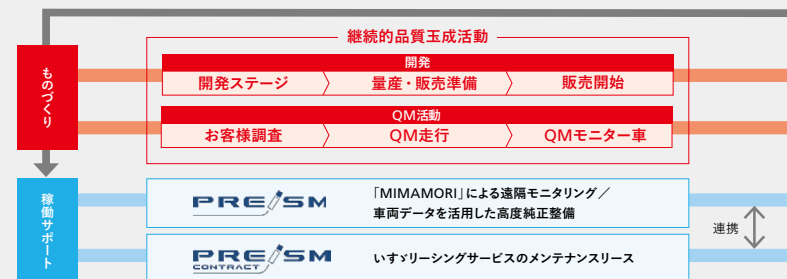 継続的品質玉成活動
ものづくり
開発
開発ステージ 量産・販売準備 販売開始
QM活動
お客様調査 QM走行 QMモニター車
稼働サポート
PREISM
「MIMAMORI」による遠隔モニタリング／
車両データを活用した高度純正整備
連携
PREISM
CONTRACT
いすゞリーシングサービスのメンテナンスリース